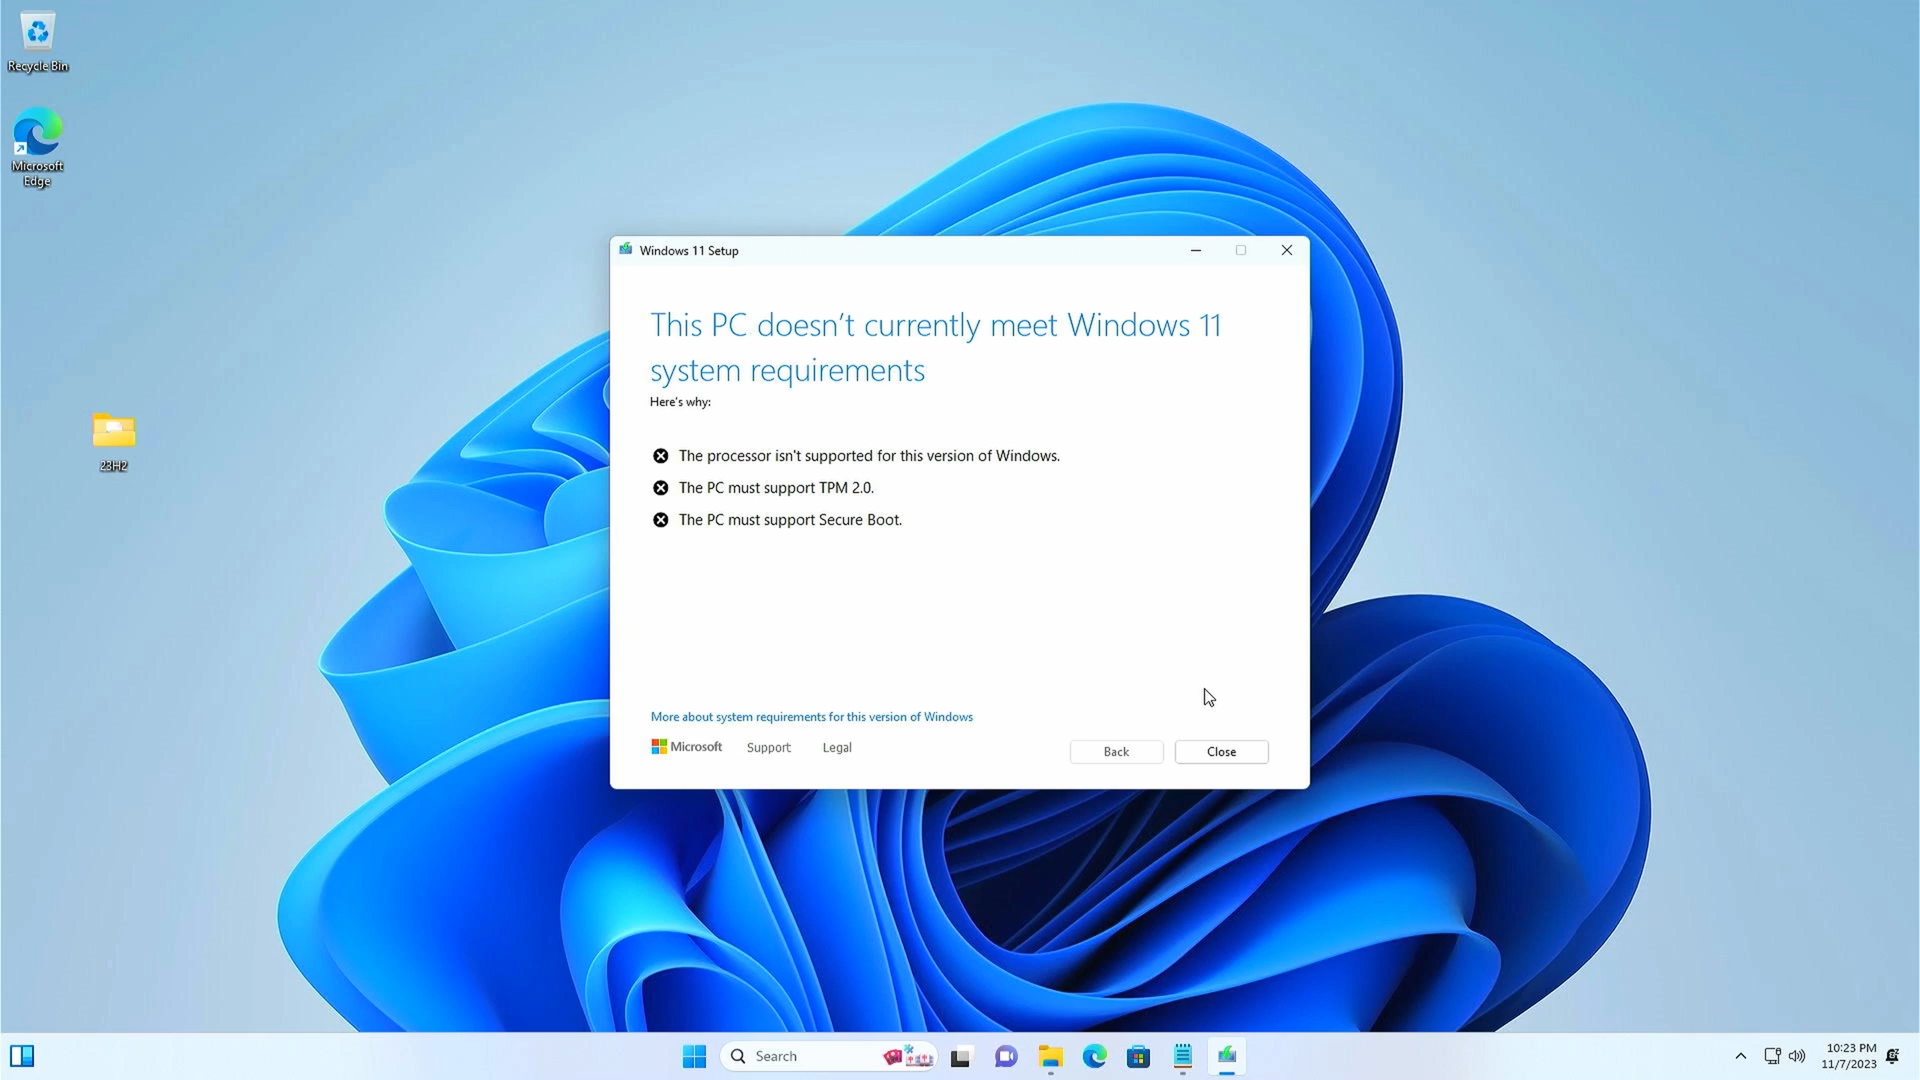 Recycle Bin
Microsoft
Edge
23H2
Windows 11 Setup
This PC doesn’t currently meet Windows 11
system requirements
Here's why:
The processor isn't supported for this version of Windows.
The PC must support TPM 2.0.
The PC must support Secure Boot.
More about system requirements for this version of Windows
Microsoft Support Legal
Back Close
Search
10:23 PM
11/7/2023